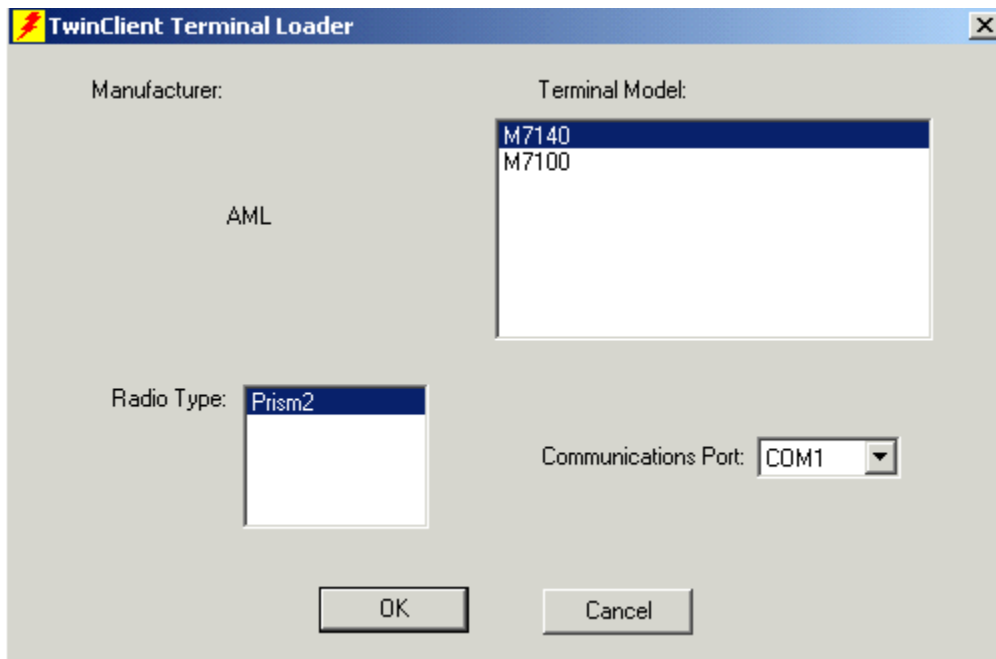 TwinClient Terminal Loader
Manufacturer:
Terminal Model:
M7140
M7100
AML
Radio Type:
Prism2
Communications Port:
COM1
OK
Cancel